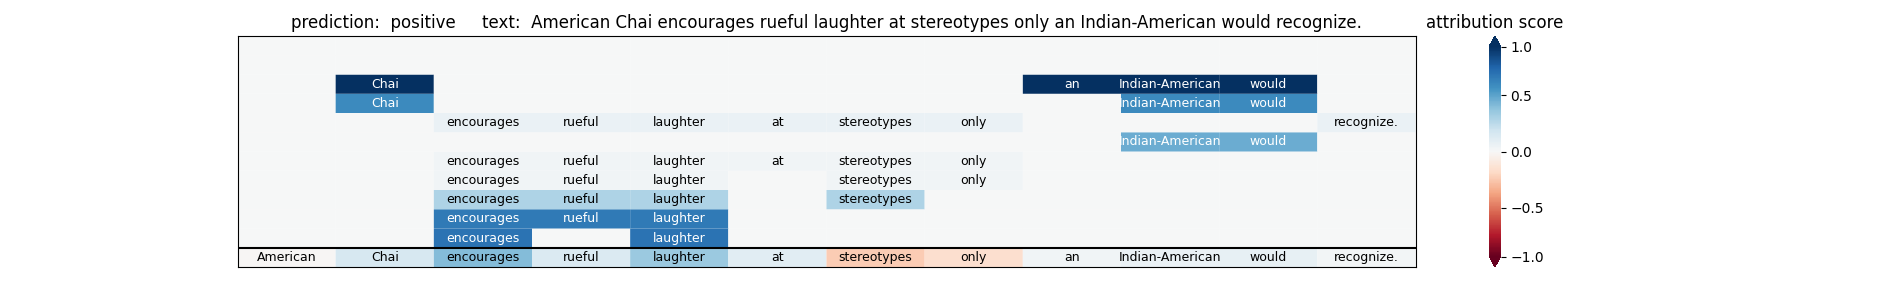 prediction:  positive     text:  American Chai encourages rueful laughter at stereotypes only an Indian-American would recognize.
attribution score
Chai an Indian-American would
Chai Indian-American would
encourages rueful laughter at stereotypes only recognize.
Indian-American would
encourages rueful laughter at stereotypes only
encourages rueful laughter stereotypes only
encourages rueful laughter stereotypes
encourages rueful laughter
encourages laughter
American Chai encourages rueful laughter at stereotypes only an Indian-American would recognize.
1.0
0.5
0.0
−0.5
−1.0